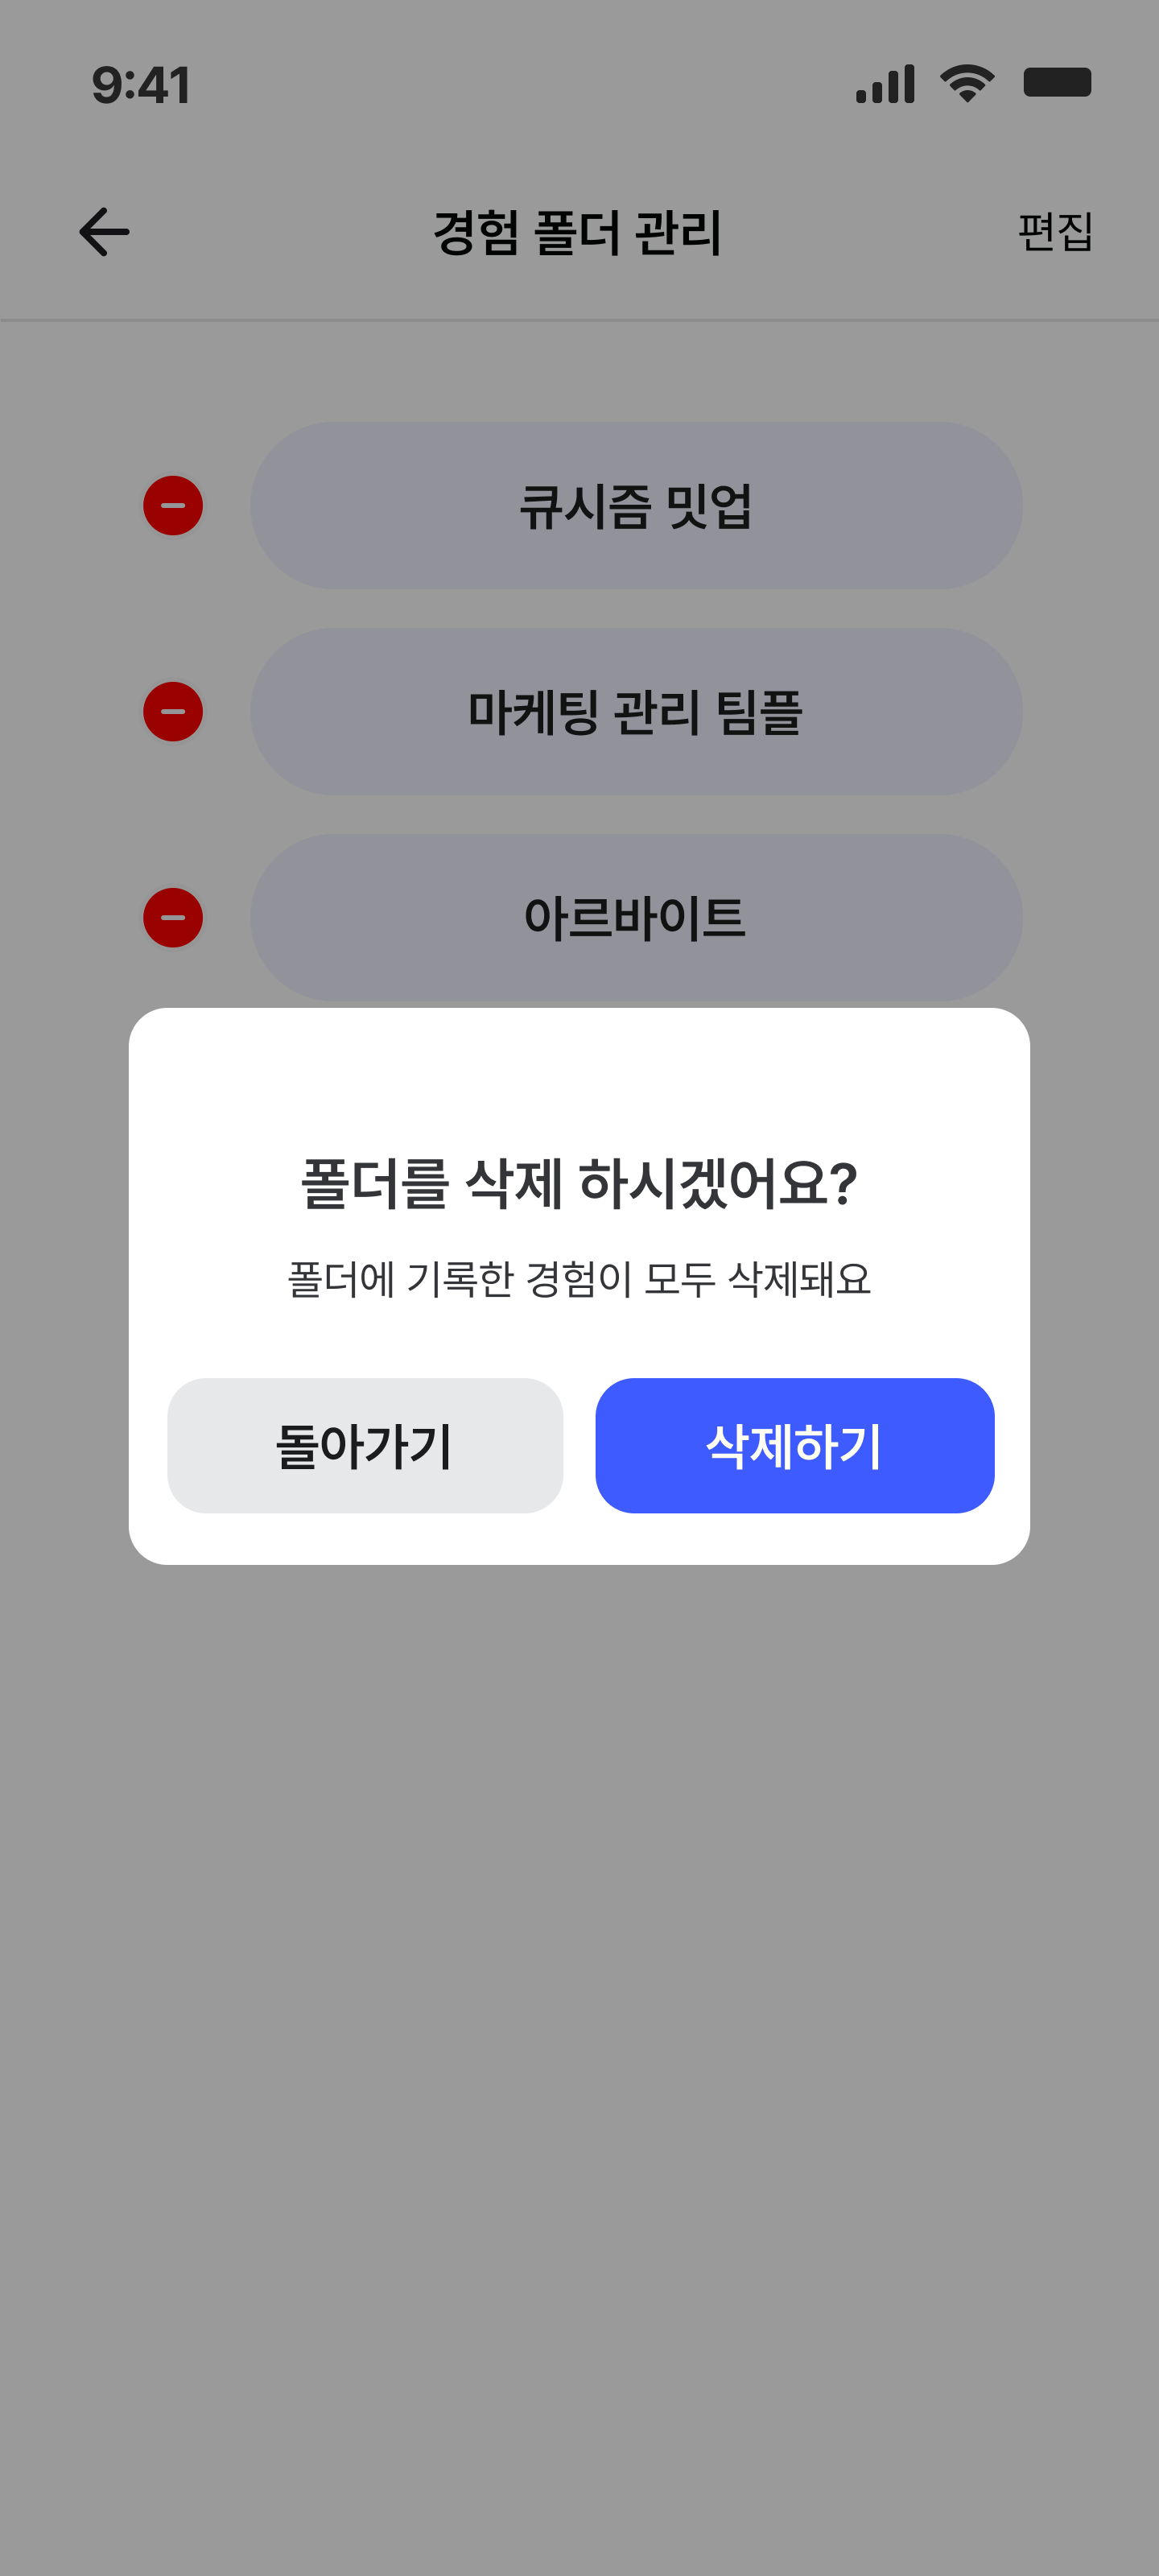 9:41
경험 폴더 관리
편집
큐시즘 밋업
마케팅 관리 팀플
아르바이트
폴더를 삭제 하시겠어요?
폴더에 기록한 경험이 모두 삭제돼요
돌아가기
삭제하기